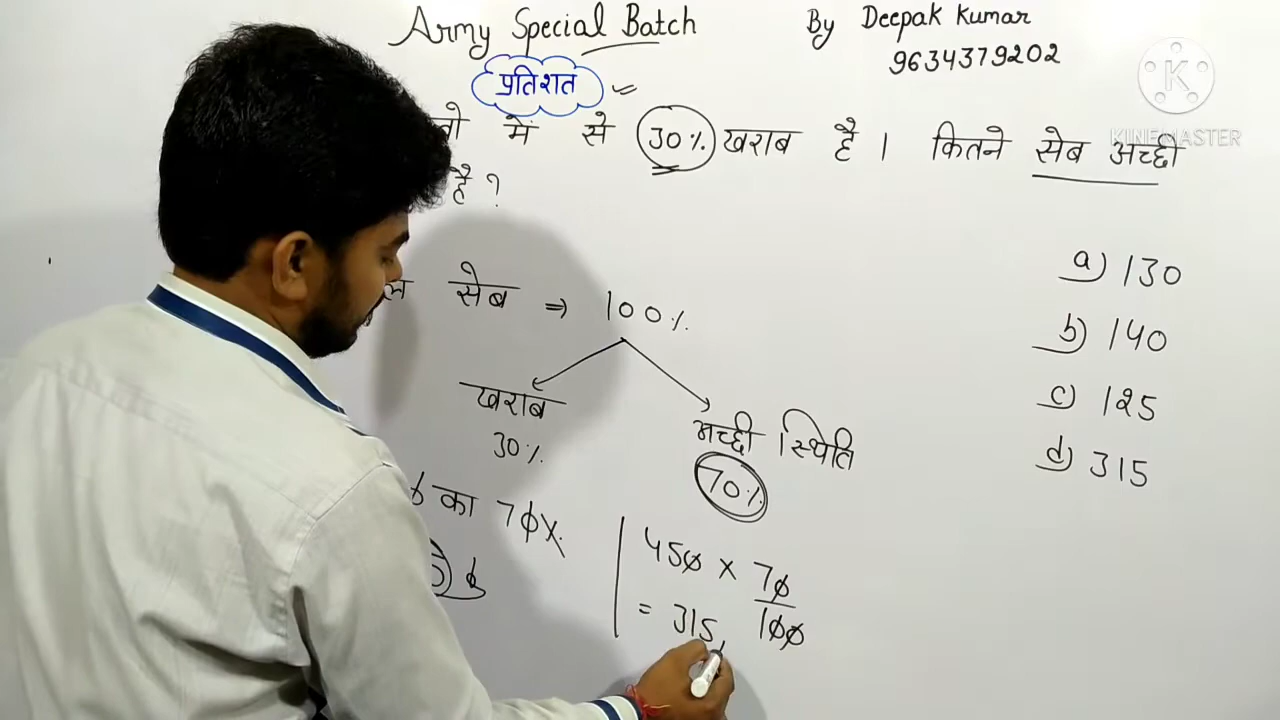 Army Special Batch
By Deepak Kumar
9634379202
प्रतिशत
K
KINEMASTER
में से 30% खराब है । कितने सेब अच्छी
है ?
सेब ⇒ 100%
खराब
30%
अच्छी स्थिति
70%
का 70%
450 × 70
100
= 315
a) 130
b) 140
c) 125
d) 315